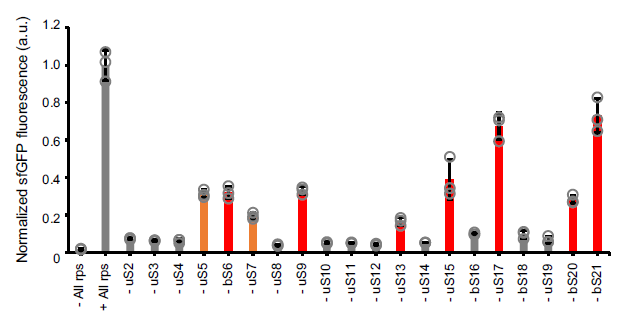 Normalized sfGFP fluorescence (a.u.)
1.2
1.0
0.8
0.6
0.4
0.2
0
- All rps
+ All rps
- uS2
- uS3
- uS4
- uS5
- bS6
- uS7
- uS8
- uS9
- uS10
- uS11
- uS12
- uS13
- uS14
- uS15
- bS16
- uS17
- bS18
- uS19
- bS20
- bS21